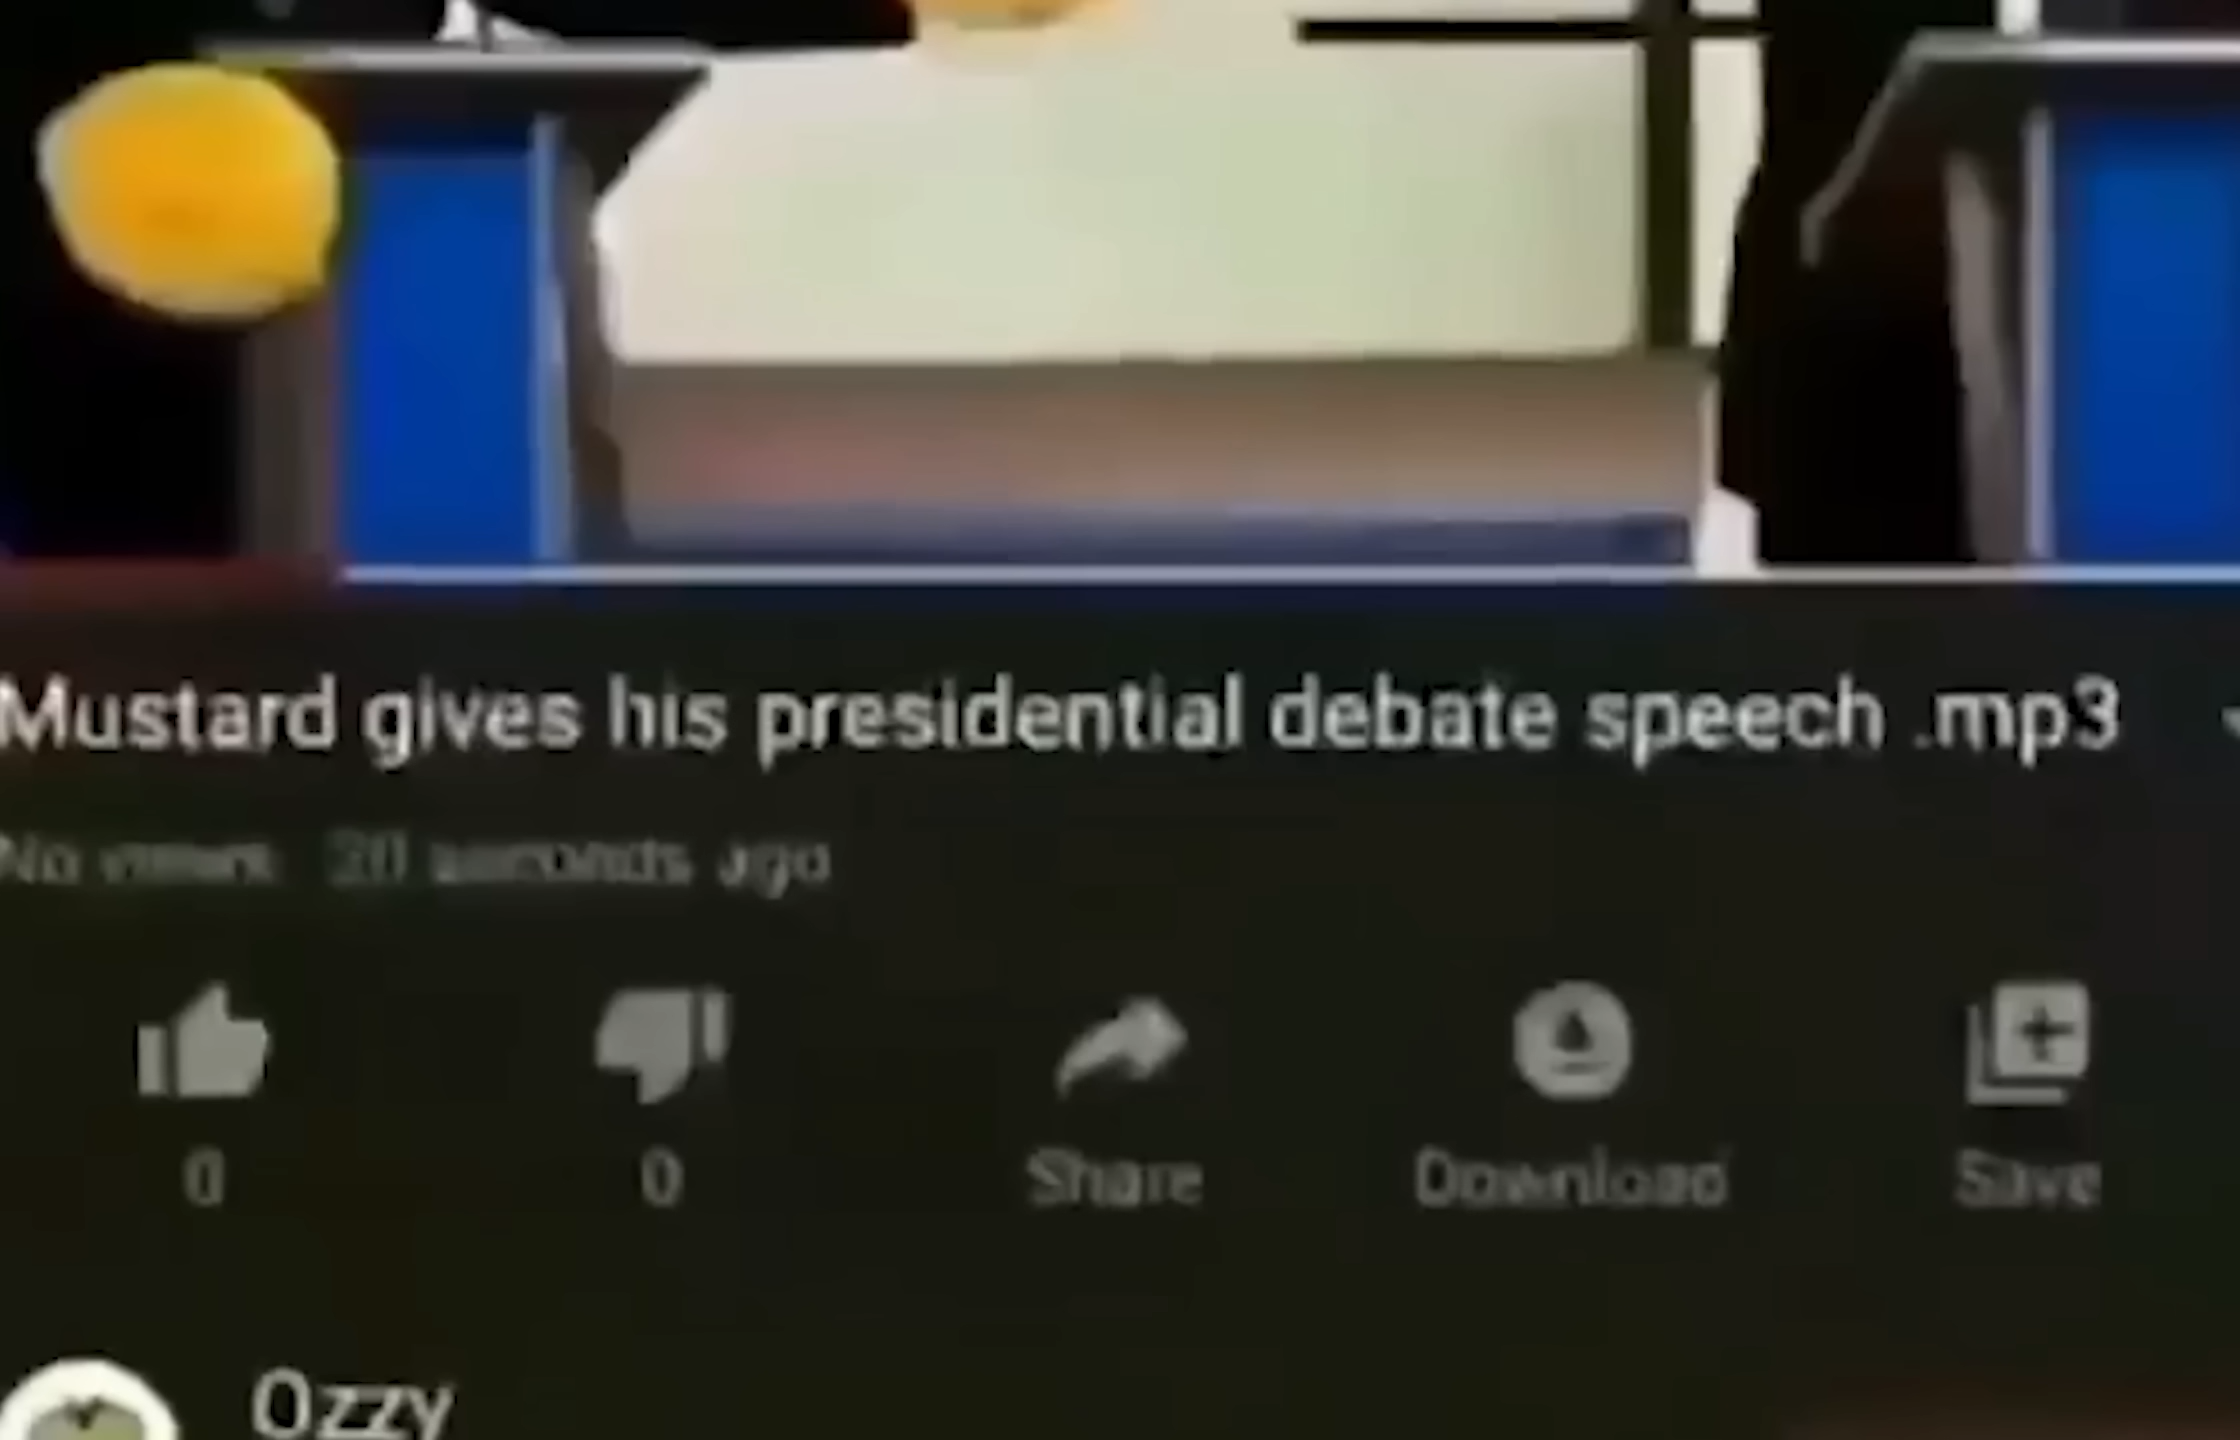 Mustard gives his presidential debate speech .mp3
No views 20 seconds ago
0
0
Share
Download
Save
Ozzy